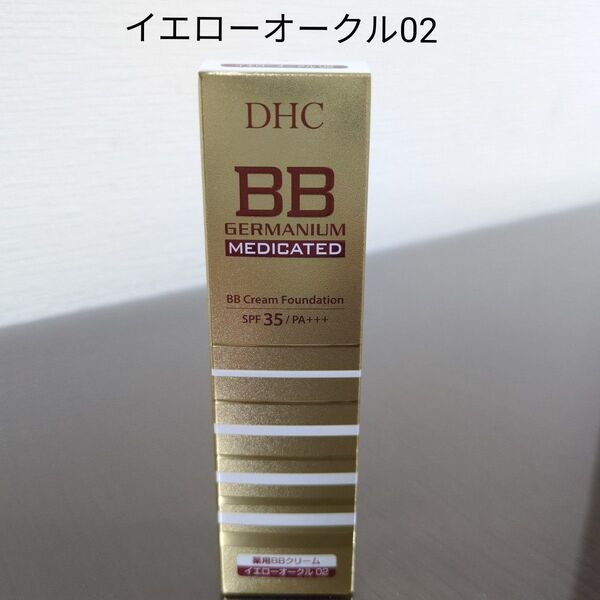 イエローオークル02
DHC
BB
GERMANIUM
MEDICATED
BB Cream Foundation
SPF 35 / PA+++
薬用BBクリーム
イエローオークル 02